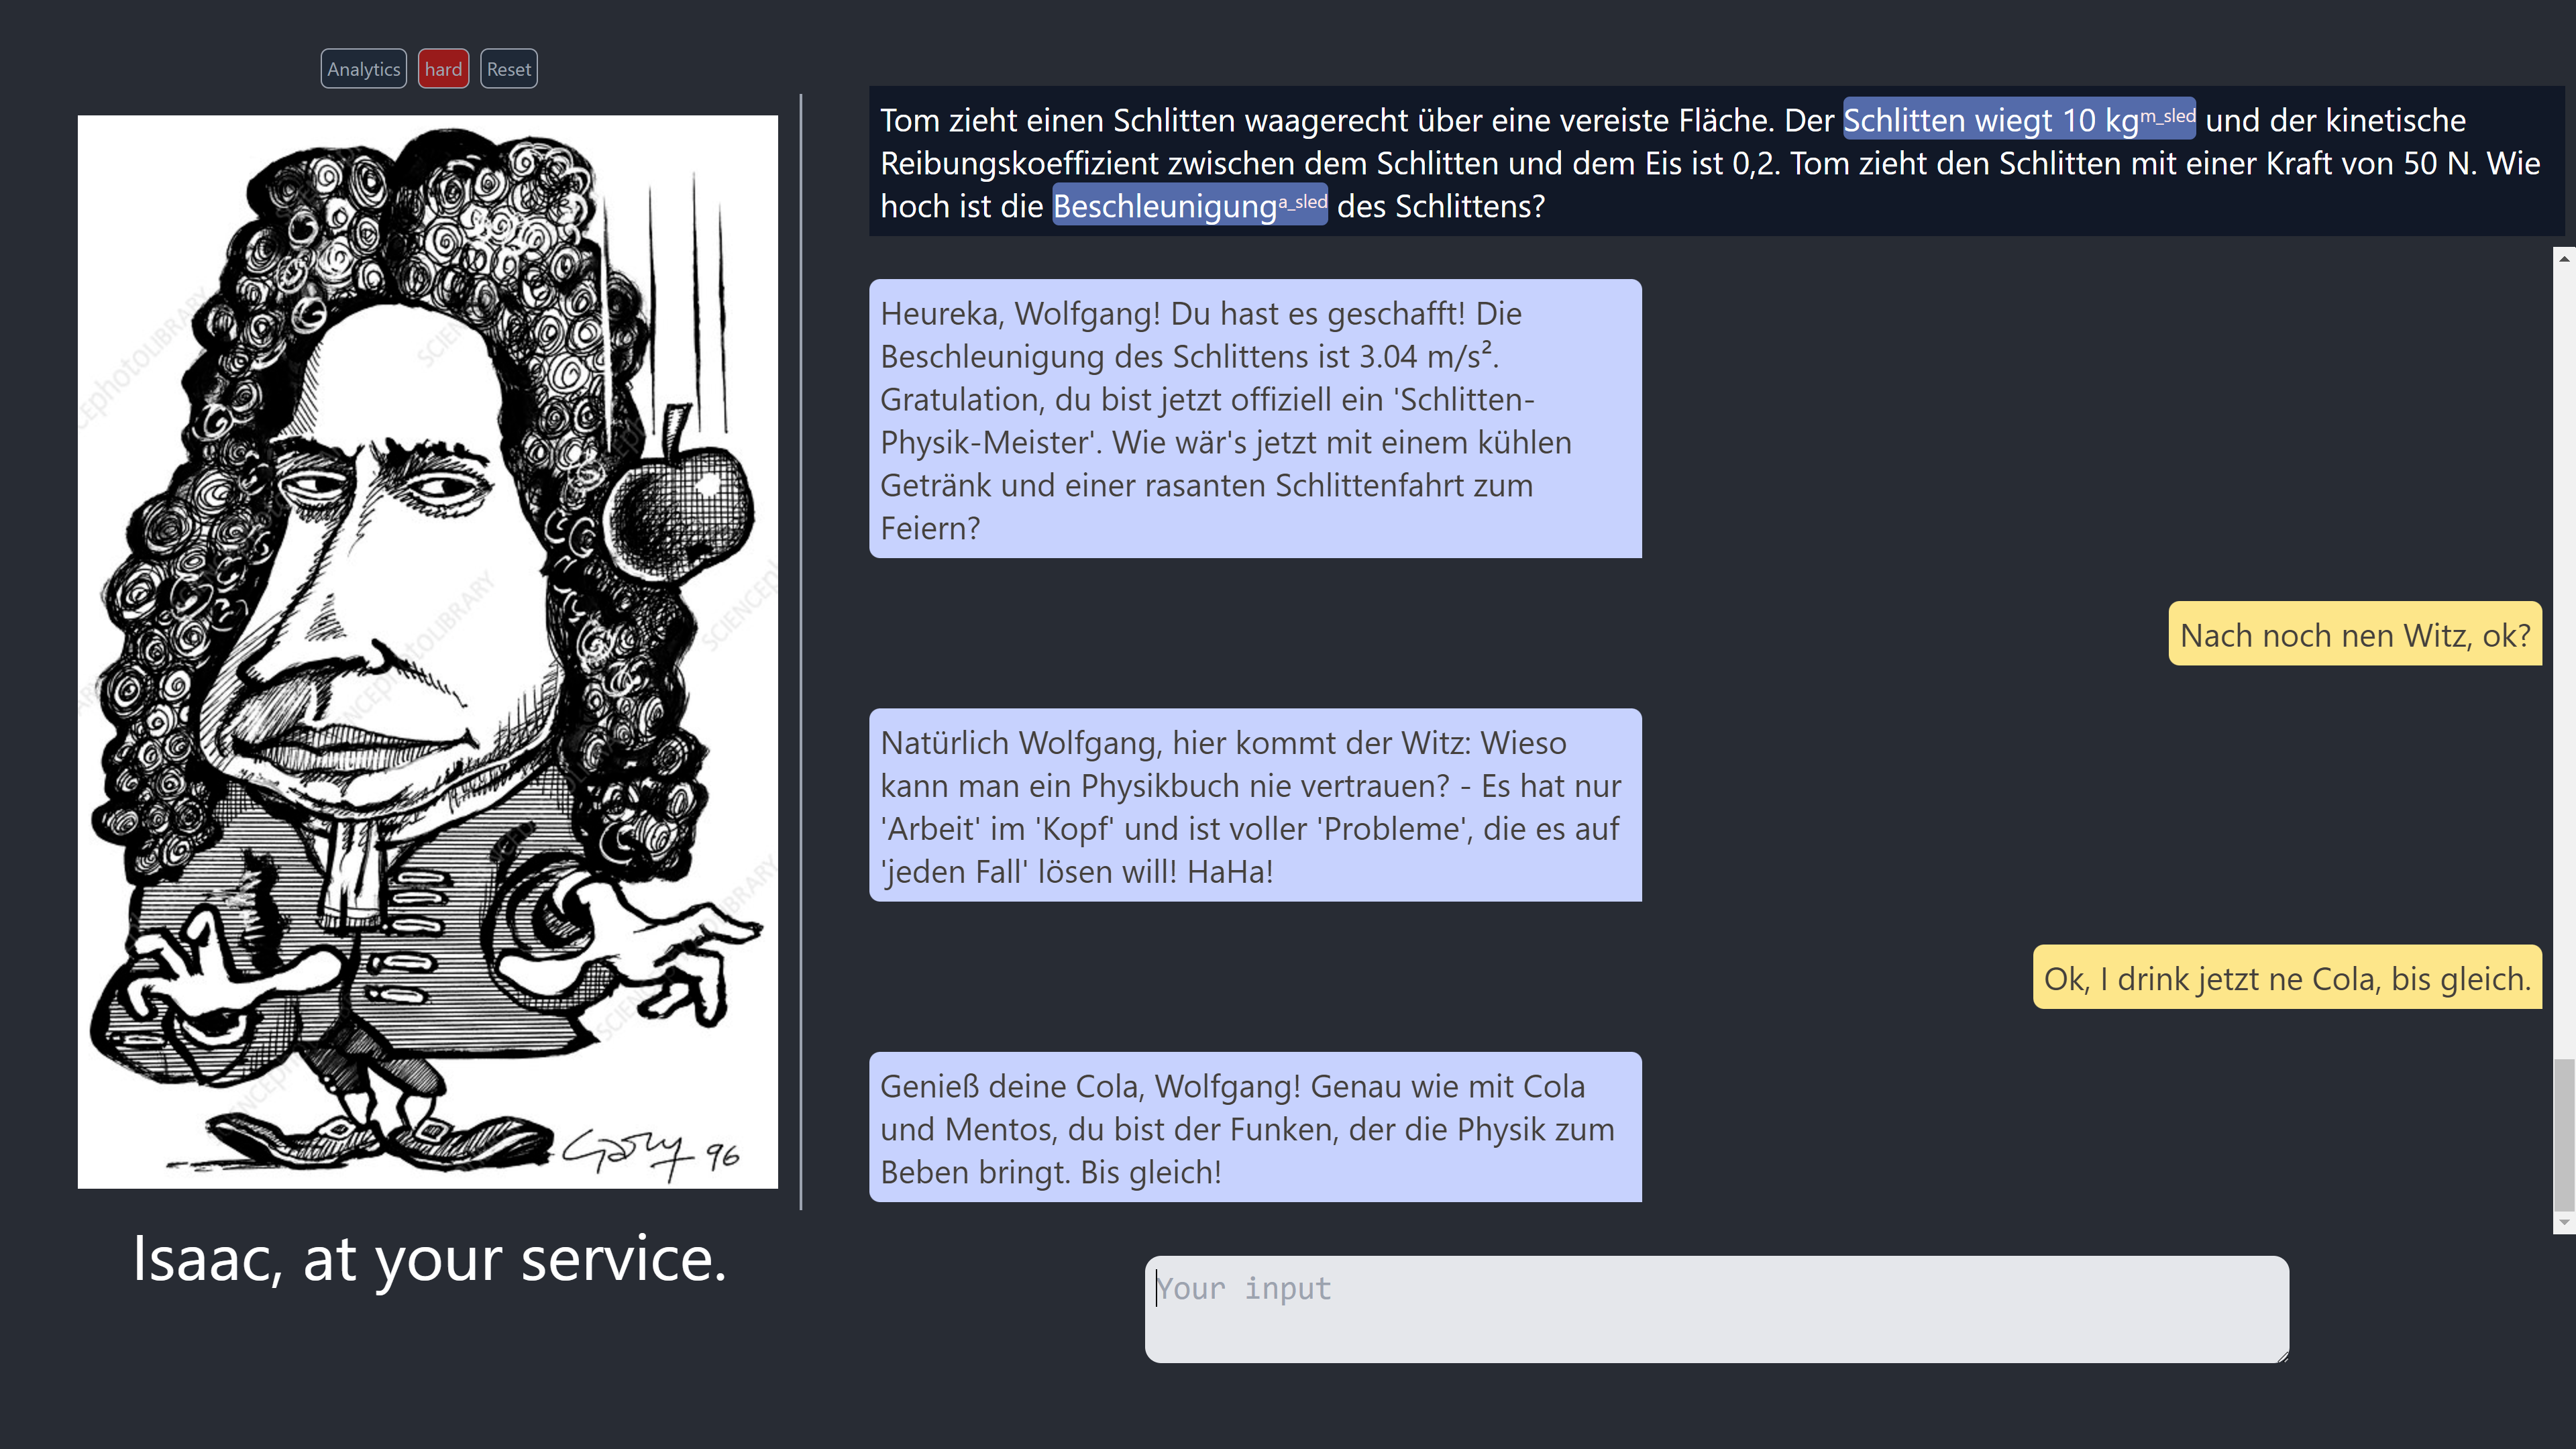 Analytics hard Reset
Tom zieht einen Schlitten waagerecht über eine vereiste Fläche. Der Schlitten wiegt 10 kg m_sled und der kinetische
Reibungskoeffizient zwischen dem Schlitten und dem Eis ist 0,2. Tom zieht den Schlitten mit einer Kraft von 50 N. Wie
hoch ist die Beschleunigung a_sled des Schlittens?
Heureka, Wolfgang! Du hast es geschafft! Die
Beschleunigung des Schlittens ist 3.04 m/s².
Gratulation, du bist jetzt offiziell ein 'Schlitten-
Physik-Meister'. Wie wär's jetzt mit einem kühlen
Getränk und einer rasanten Schlittenfahrt zum
Feiern?
Nach noch nen Witz, ok?
Natürlich Wolfgang, hier kommt der Witz: Wieso
kann man ein Physikbuch nie vertrauen? - Es hat nur
'Arbeit' im 'Kopf' und ist voller 'Probleme', die es auf
'jeden Fall' lösen will! HaHa!
Ok, I drink jetzt ne Cola, bis gleich.
Genieß deine Cola, Wolfgang! Genau wie mit Cola
und Mentos, du bist der Funken, der die Physik zum
Beben bringt. Bis gleich!
Your input
Gary 96
Isaac, at your service.